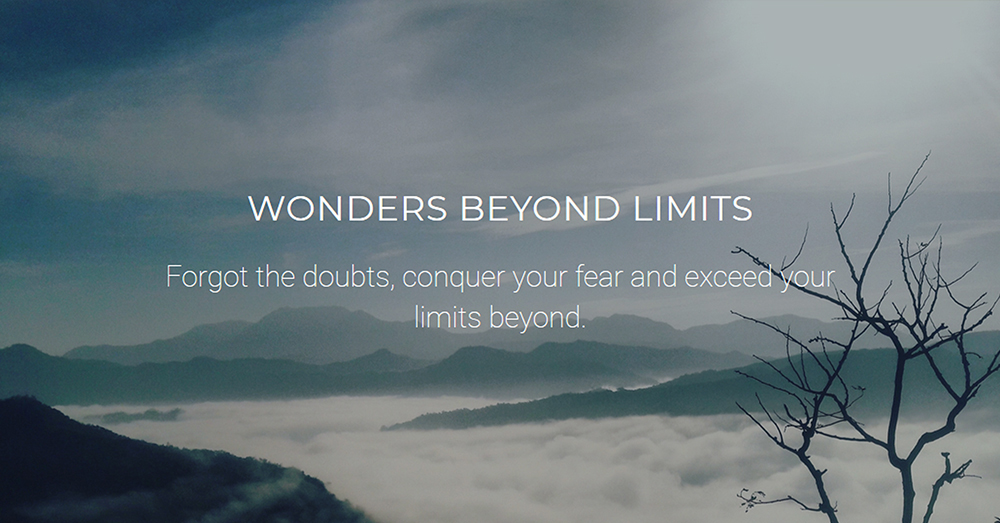 WONDERS BEYOND LIMITS
Forgot the doubts, conquer your fear and exceed your
limits beyond.